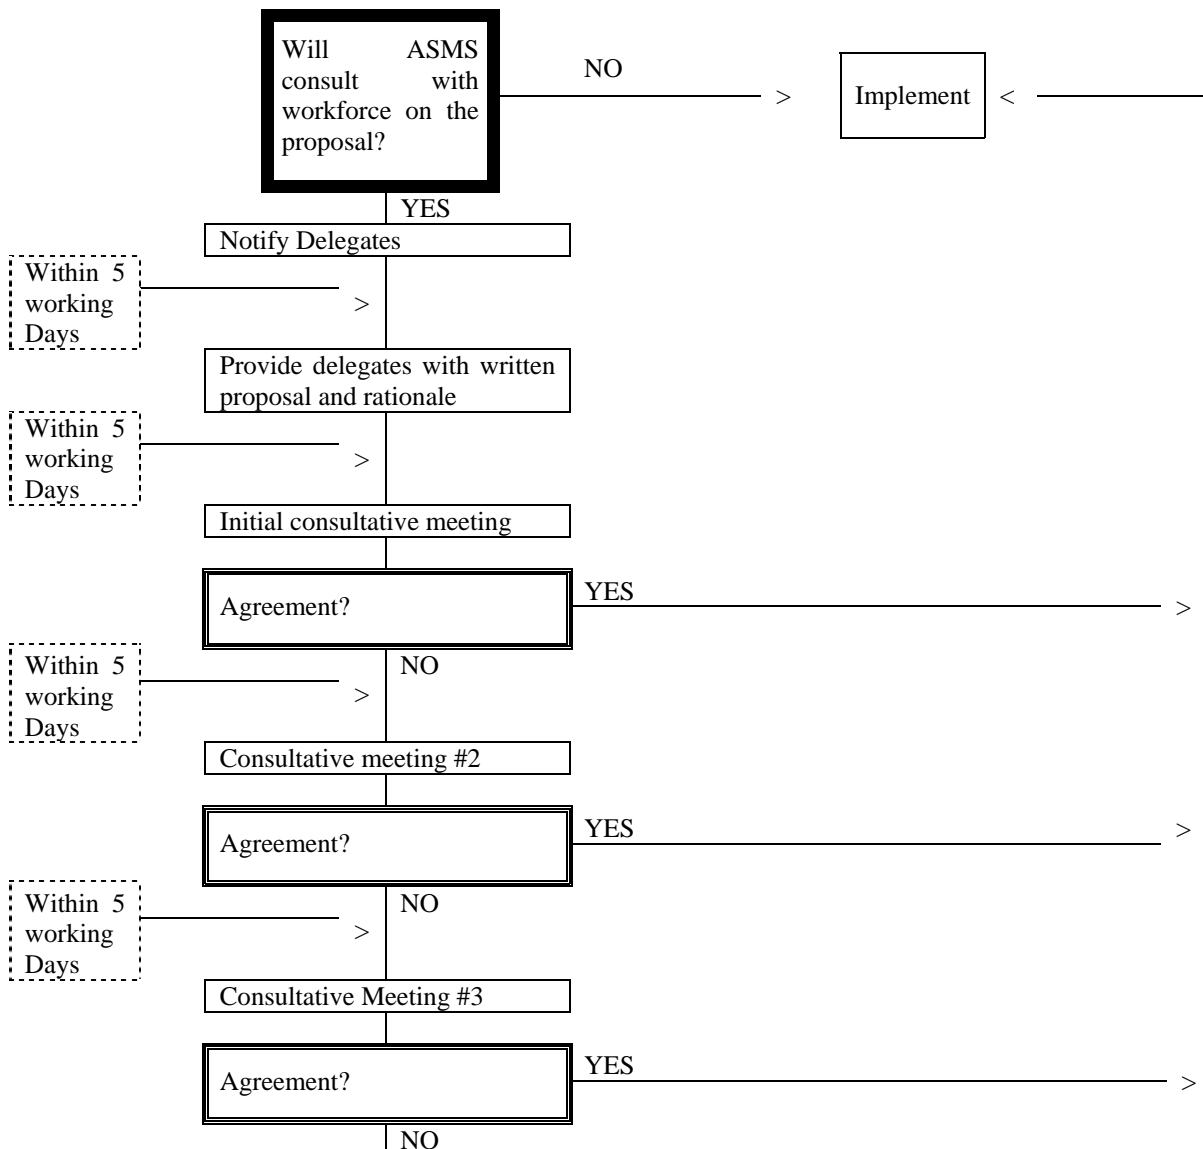 Will ASMS
consult with
workforce on the
proposal?
NO
>
Implement
<
YES
Notify Delegates
Within 5
working
Days
>
Provide delegates with written
proposal and rationale
Within 5
working
Days
>
Initial consultative meeting
Agreement?
YES
>
NO
Within 5
working
Days
>
Consultative meeting #2
Agreement?
YES
>
NO
Within 5
working
Days
>
Consultative Meeting #3
Agreement?
YES
>
NO